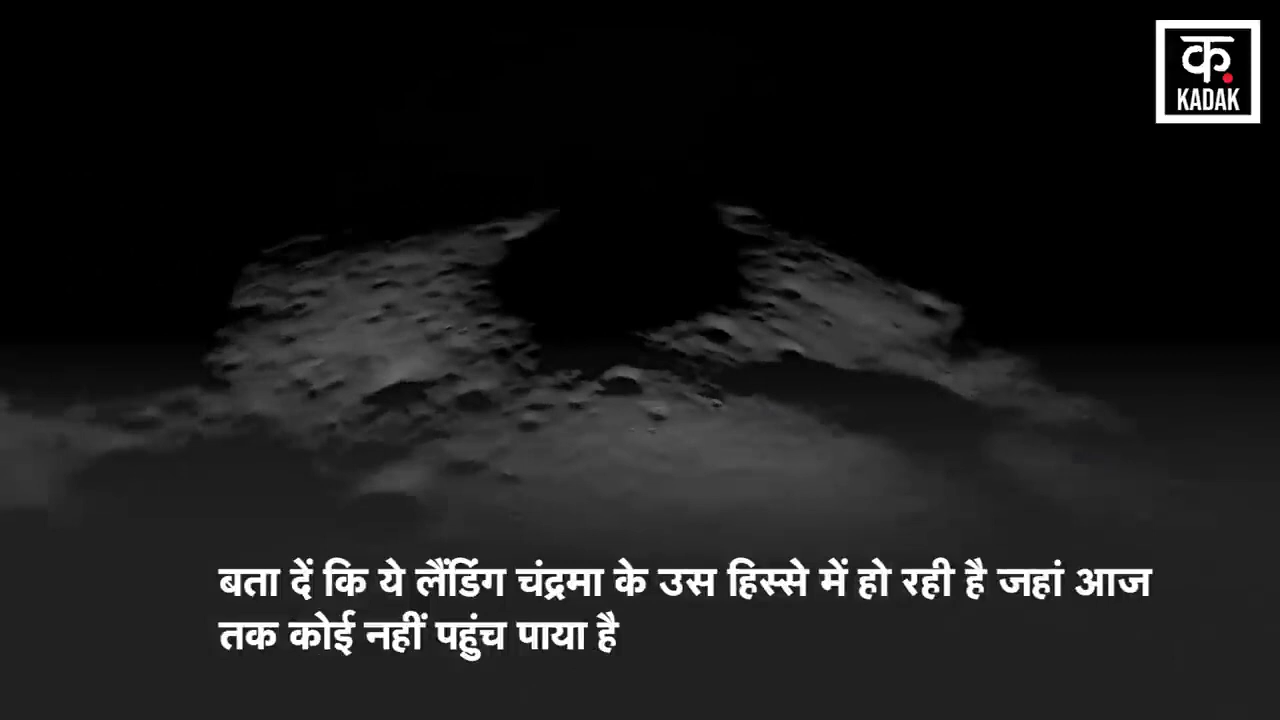 क.
KADAK
बता दें कि ये लैंडिंग चंद्रमा के उस हिस्से में हो रही है जहां आज
तक कोई नहीं पहुंच पाया है